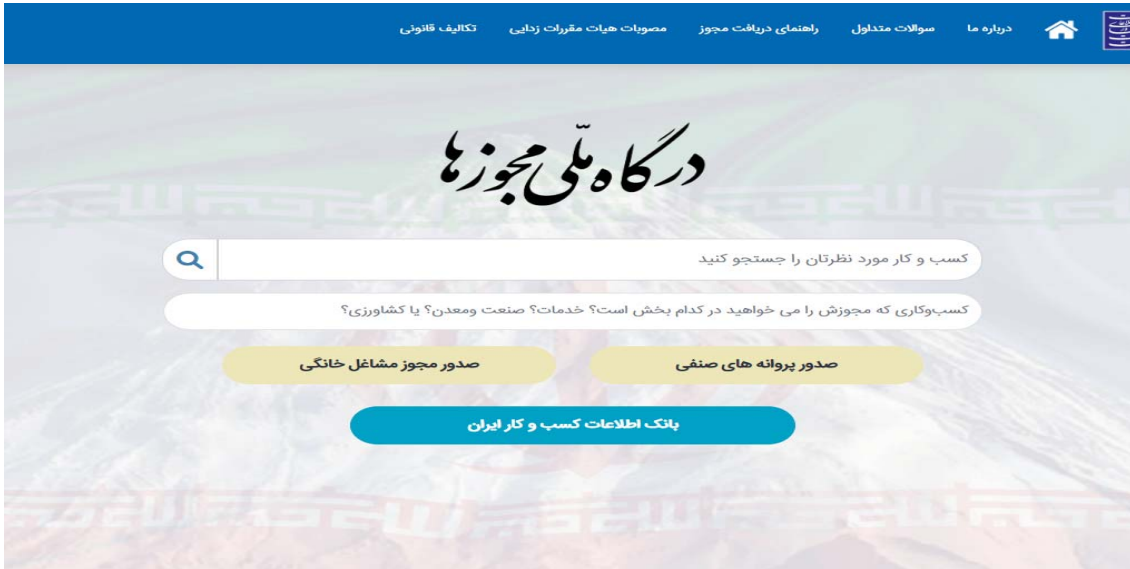 درباره ما
سوالات متداول
راهنمای دریافت مجوز
مصوبات هیات مقررات زدایی
تکالیف قانونی
درگاه ملّی مجوزها
کسب و کار مورد نظرتان را جستجو کنید
کسب‌وکاری که مجوزش را می خواهید در کدام بخش است؟ خدمات؟ صنعت ومعدن؟ یا کشاورزی؟
صدور پروانه های صنفی
صدور مجوز مشاغل خانگی
بانک اطلاعات کسب و کار ایران